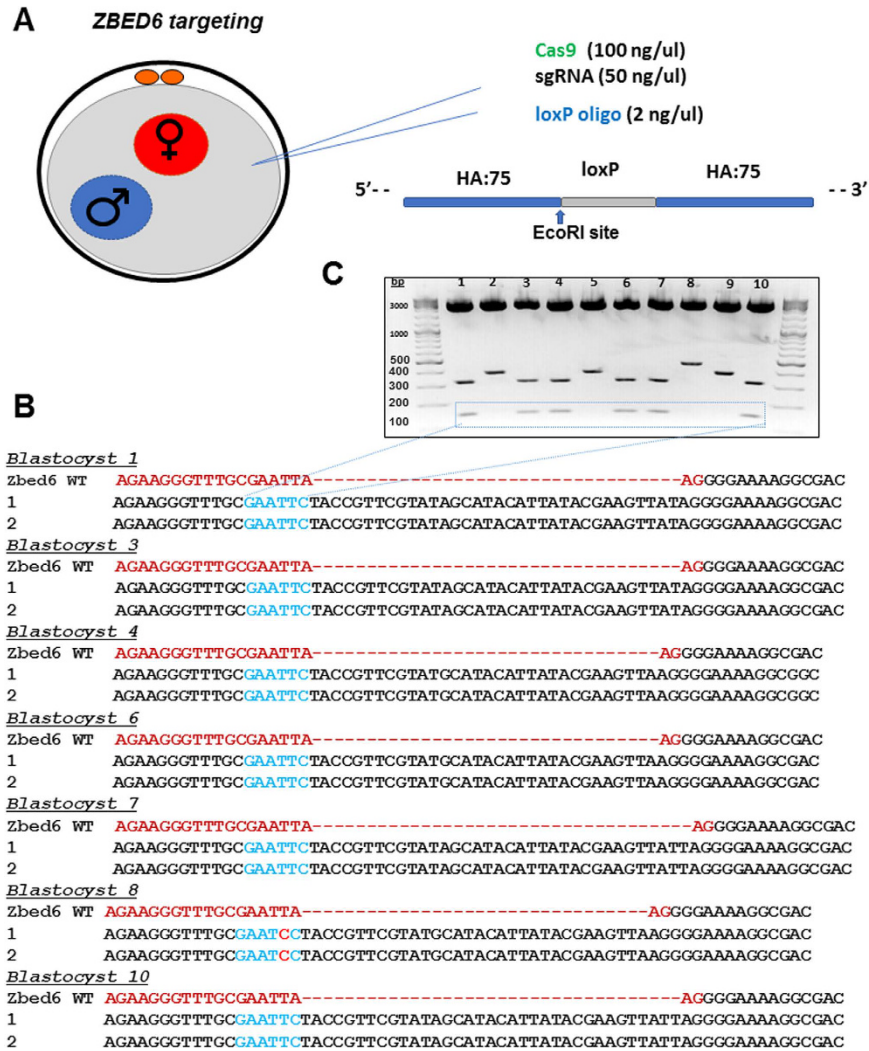 A
ZBED6 targeting
♀
♂
Cas9 (100 ng/ul)
sgRNA (50 ng/ul)
loxP oligo (2 ng/ul)
5’- - HA:75 loxP HA:75 - - 3’
EcoRI site
C
bp 1 2 3 4 5 6 7 8 9 10
3000
1000
500
400
300
200
100
B
Blastocyst 1
Zbed6 WT AGAAGGGTTTGCGAATTA-----------------------------------AGGGGAAAAGGCGAC
1 AGAAGGGTTTGCGAATTCTACCGTTCGTATAGCATACATTATACGAAGTTATAGGGGAAAAGGCGAC
2 AGAAGGGTTTGCGAATTCTACCGTTCGTATAGCATACATTATACGAAGTTATAGGGGAAAAGGCGAC
Blastocyst 3
Zbed6 WT AGAAGGGTTTGCGAATTA-----------------------------------AGGGGAAAAGGCGAC
1 AGAAGGGTTTGCGAATTCTACCGTTCGTATAGCATACATTATACGAAGTTATAGGGGAAAAGGCGAC
2 AGAAGGGTTTGCGAATTCTACCGTTCGTATAGCATACATTATACGAAGTTATAGGGGAAAAGGCGAC
Blastocyst 4
Zbed6 WT AGAAGGGTTTGCGAATTA---------------------------------AGGGGAAAAGGCGAC
1 AGAAGGGTTTGCGAATTCTACCGTTCGTATGCATACATTATACGAAGTTAAGGGGAAAAGGCGGC
2 AGAAGGGTTTGCGAATTCTACCGTTCGTATGCATACATTATACGAAGTTAAGGGGAAAAGGCGGC
Blastocyst 6
Zbed6 WT AGAAGGGTTTGCGAATTA---------------------------------AGGGGAAAAGGCGAC
1 AGAAGGGTTTGCGAATTCTACCGTTCGTATGCATACATTATACGAAGTTAAGGGGAAAAGGCGAC
2 AGAAGGGTTTGCGAATTCTACCGTTCGTATGCATACATTATACGAAGTTAAGGGGAAAAGGCGAC
Blastocyst 7
Zbed6 WT AGAAGGGTTTGCGAATTA------------------------------------AGGGGAAAAGGCGAC
1 AGAAGGGTTTGCGAATTCTACCGTTCGTATAGCATACATTATACGAAGTTATTAGGGGAAAAGGCGAC
2 AGAAGGGTTTGCGAATTCTACCGTTCGTATAGCATACATTATACGAAGTTATTAGGGGAAAAGGCGAC
Blastocyst 8
Zbed6 WT AGAAGGGTTTGCGAATTA---------------------------------AGGGGAAAAGGCGAC
1 AGAAGGGTTTGCGAATCCTACCGTTCGTATGCATACATTATACGAAGTTAAGGGGAAAAGGCGAC
2 AGAAGGGTTTGCGAATCCTACCGTTCGTATGCATACATTATACGAAGTTAAGGGGAAAAGGCGAC
Blastocyst 10
Zbed6 WT AGAAGGGTTTGCGAATTA------------------------------------AGGGGAAAAGGCGAC
1 AGAAGGGTTTGCGAATTCTACCGTTCGTATAGCATACATTATACGAAGTTATTAGGGGAAAAGGCGAC
2 AGAAGGGTTTGCGAATTCTACCGTTCGTATAGCATACATTATACGAAGTTATTAGGGGAAAAGGCGAC